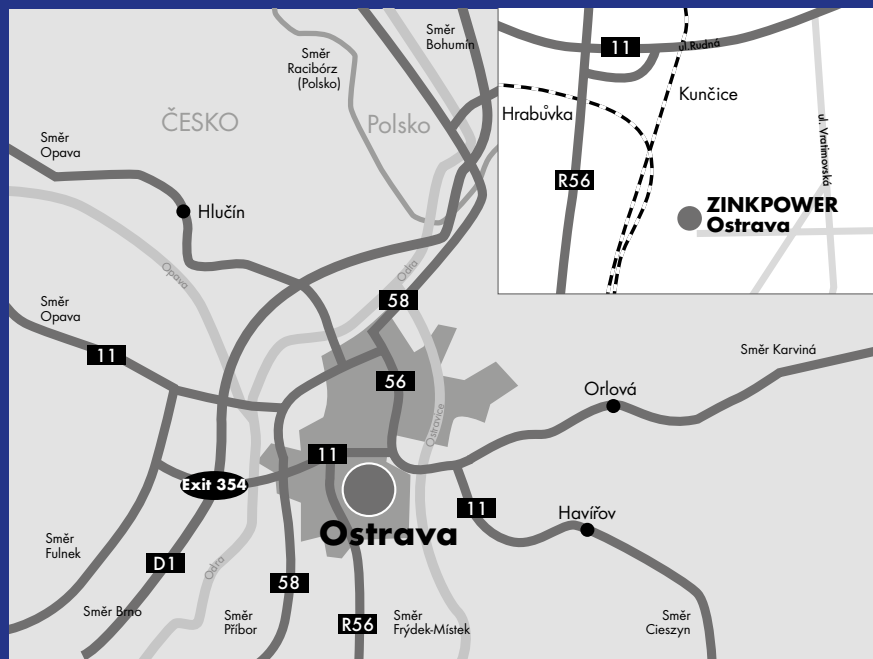 Směr
Bohumín
Směr
Racibórz
(Polsko)
ČESKO
Polsko
Směr
Opava
Hlučín
Opava
Odra
Směr
Opava
11
58
56
Směr Karviná
Orlová
Ostravice
11
Exit 354
Ostrava
11
Havířov
Směr
Fulnek
D1
Odra
58
Směr Brno
Směr
Příbor
R56
Směr
Frýdek-Místek
Směr
Cieszyn
11
ul.Rudná
Kunčice
Hrabůvka
ul. Vratimovská
R56
ZINKPOWER
Ostrava